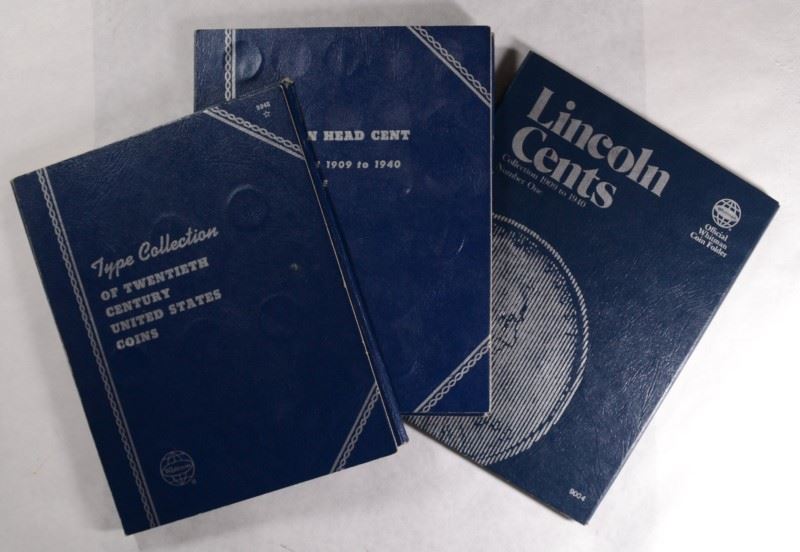 Type Collection
OF TWENTIETH
CENTURY
UNITED STATES
COINS
Whitman
N HEAD CENT
1909 to 1940
Lincoln
Cents
Collection 1909 to 1940
Number One
Official
Whitman
Coin Folder
9004